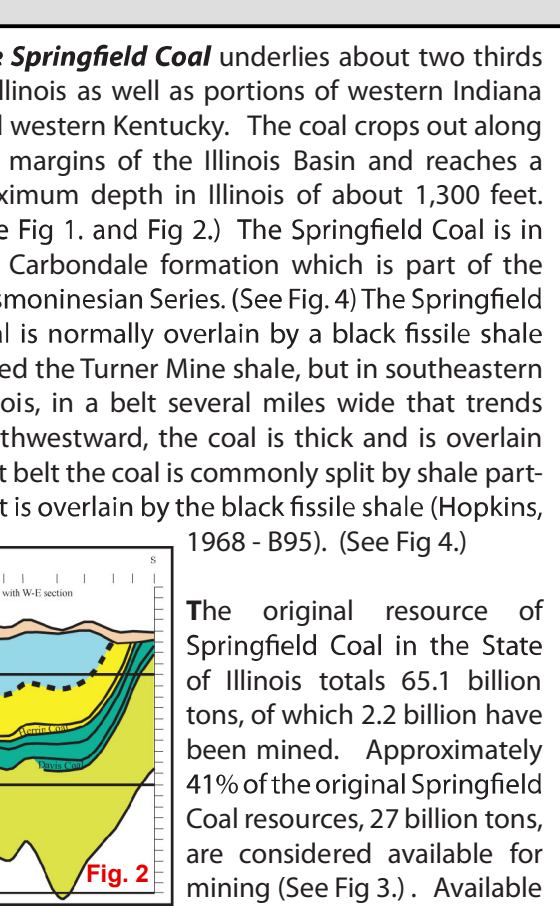 e Springfield Coal underlies about two thirds
llinois as well as portions of western Indiana
d western Kentucky. The coal crops out along
margins of the Illinois Basin and reaches a
ximum depth in Illinois of about 1,300 feet.
e Fig 1. and Fig 2.) The Springfield Coal is in
Carbondale formation which is part of the
smoninesian Series. (See Fig. 4) The Springfield
al is normally overlain by a black fissile shale
ed the Turner Mine shale, but in southeastern
ois, in a belt several miles wide that trends
thwestward, the coal is thick and is overlain
t belt the coal is commonly split by shale part-
t is overlain by the black fissile shale (Hopkins,
1968 - B95). (See Fig 4.)
S
with W-E section
Herrin Coal
Davis Coal
Fig. 2
The original resource of
Springfield Coal in the State
of Illinois totals 65.1 billion
tons, of which 2.2 billion have
been mined. Approximately
41% of the original Springfield
Coal resources, 27 billion tons,
are considered available for
mining (See Fig 3.) . Available